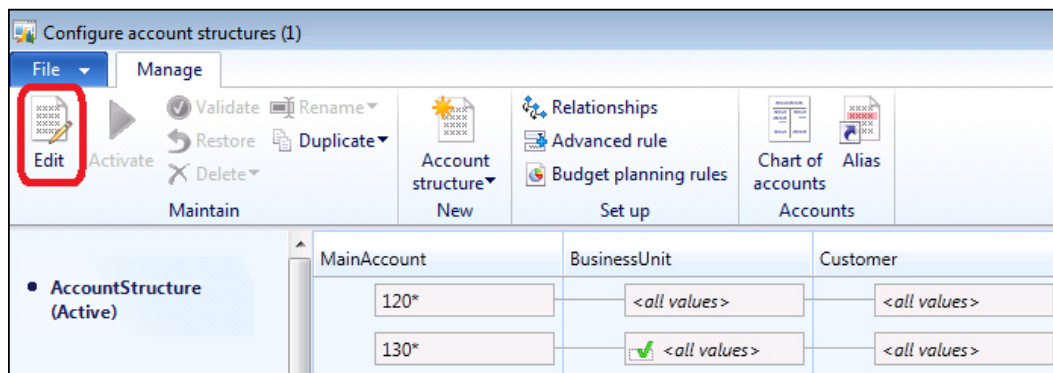 Configure account structures (1)
File Manage
Edit
Activate
Validate Rename
Restore Duplicate
Delete
Maintain
Account
structure
New
Relationships
Advanced rule
Budget planning rules
Set up
Chart of
accounts
Alias
Accounts
AccountStructure
(Active)
MainAccount BusinessUnit Customer
120* <all values> <all values>
130* <all values> <all values>